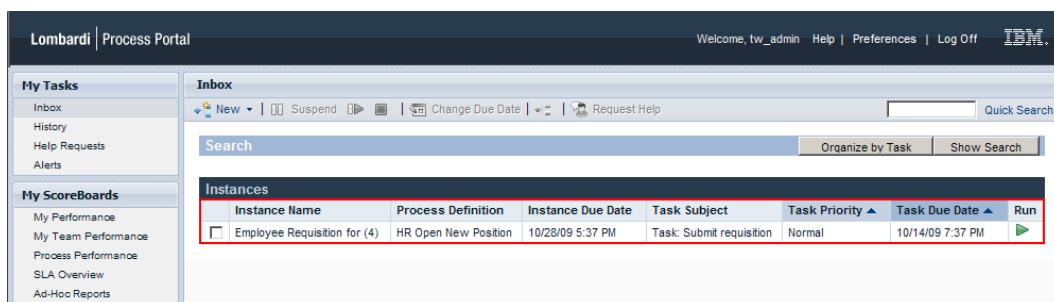 Lombardi | Process Portal
Welcome, tw_admin Help | Preferences | Log Off IBM.
My Tasks
Inbox
History
Help Requests
Alerts
My ScoreBoards
My Performance
My Team Performance
Process Performance
SLA Overview
Ad-Hoc Reports
Inbox
New | Suspend | Change Due Date | Request Help Quick Search
Search Organize by Task Show Search
Instances
Instance Name Process Definition Instance Due Date Task Subject Task Priority Task Due Date Run
Employee Requisition for (4) HR Open New Position 10/28/09 5:37 PM Task: Submit requisition Normal 10/14/09 7:37 PM